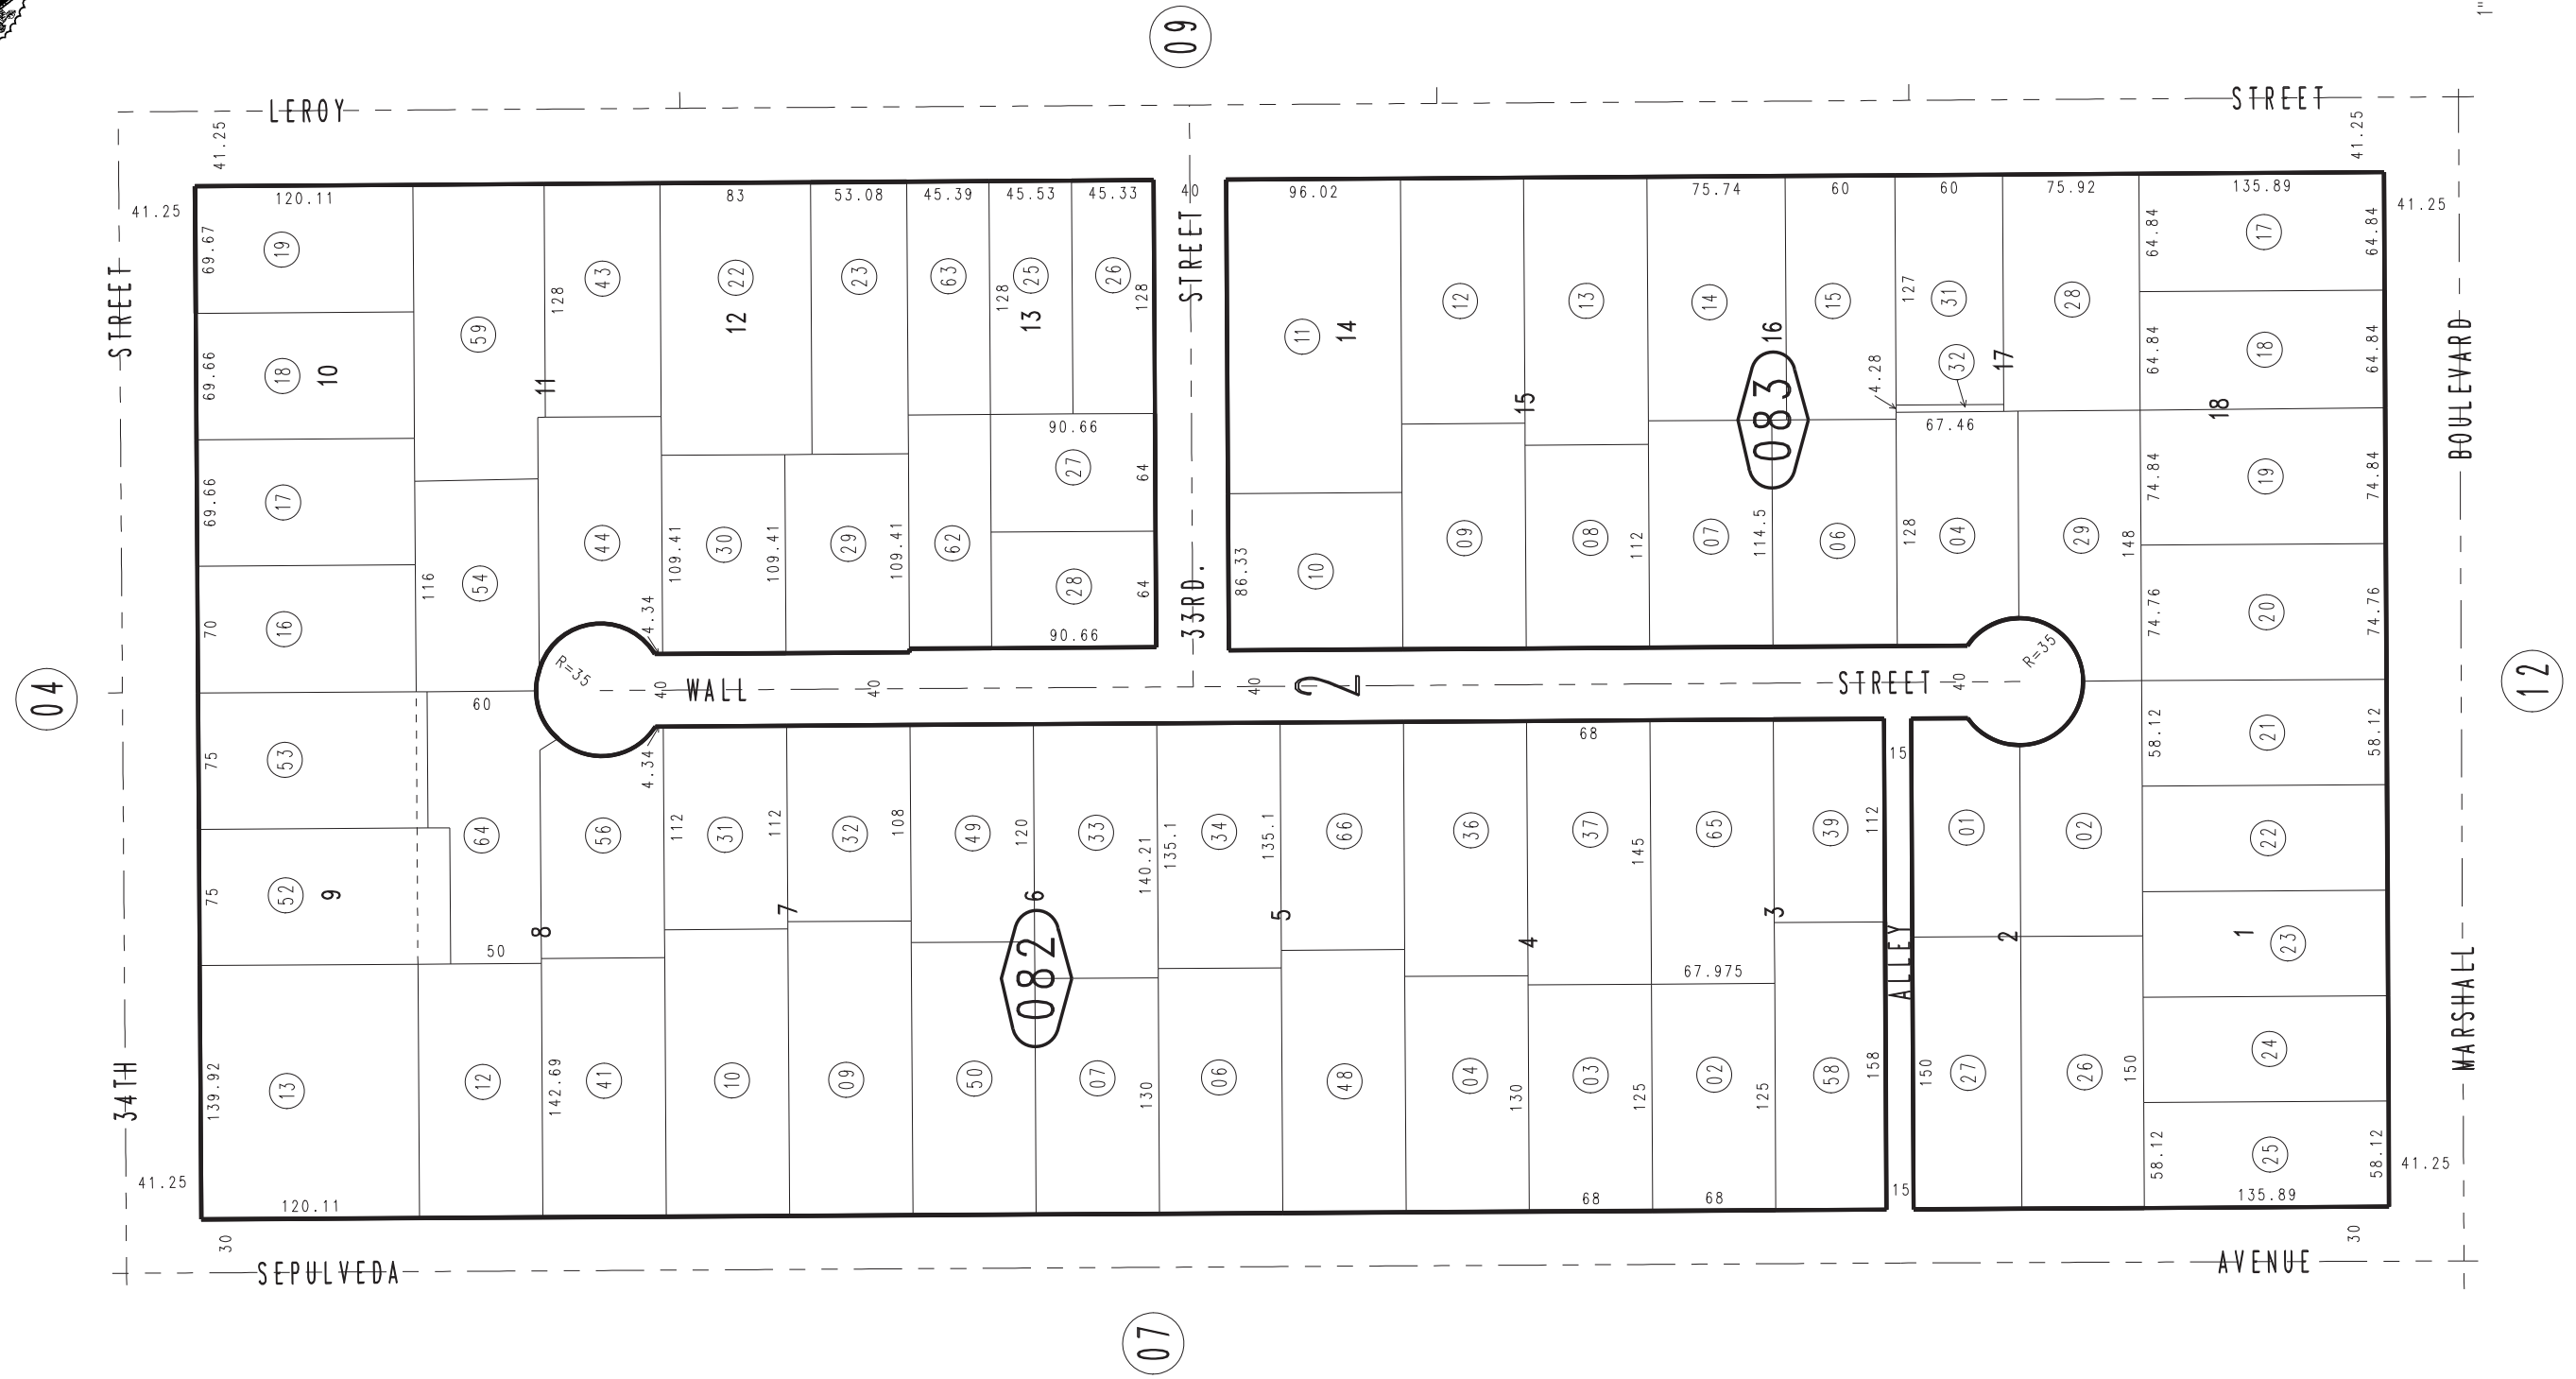 09
1"=
LEROY STREET
41.25 41.25
41.25 120.11 83 53.08 45.39 45.53 45.33 40 96.02 75.74 60 60 75.92 135.89 41.25
69.67 19 59 128 43 22 23 63 128 25 26 128 STREET 11 12 13 14 15 127 31 28 64.84 17 64.84
STREET 69.66 18 10 11 12 13 14 15 16 4.28 32 17 64.84 18 64.84 BOULEVARD
083 18
90.66 67.46
69.66 17 27 64 74.84 19 74.84
44 109.41 30 109.41 29 109.41 62 86.33 10 09 08 112 07 114.5 06 128 04 29 148
116 54 28 64 33RD.
70 16 4.34 90.66 74.76 20 74.76
R=35 R=35
04 60 40 WALL 40 40 2 STREET 40 12
75 53 4.34 68 15 58.12 21 58.12
64 56 112 31 112 32 108 49 120 33 140.21 135.1 34 135.1 66 36 37 145 65 39 112 01 02 22
75 52 9 8 7 6 5 4 3 2 1 23
50 67.975 ALLEY MARSHALL
082
34TH 139.92 13 12 142.69 41 10 09 50 07 130 06 48 04 130 03 125 02 125 58 158 150 27 26 150 24
58.12 25 58.12
41.25 120.11 68 68 15 135.89 41.25
30 30
SEPULVEDA AVENUE
07